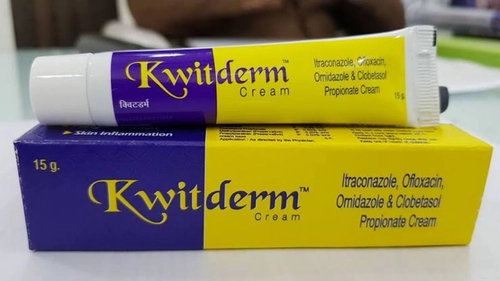 Kwitderm™
Cream
क्विटडर्म
Itraconazole, Ofloxacin,
Ornidazole & Clobetasol
Propionate Cream
15 g.
Skin Inflammation
15 g.
Kwitderm™
Cream
Itraconazole, Ofloxacin,
Ornidazole & Clobetasol
Propionate Cream